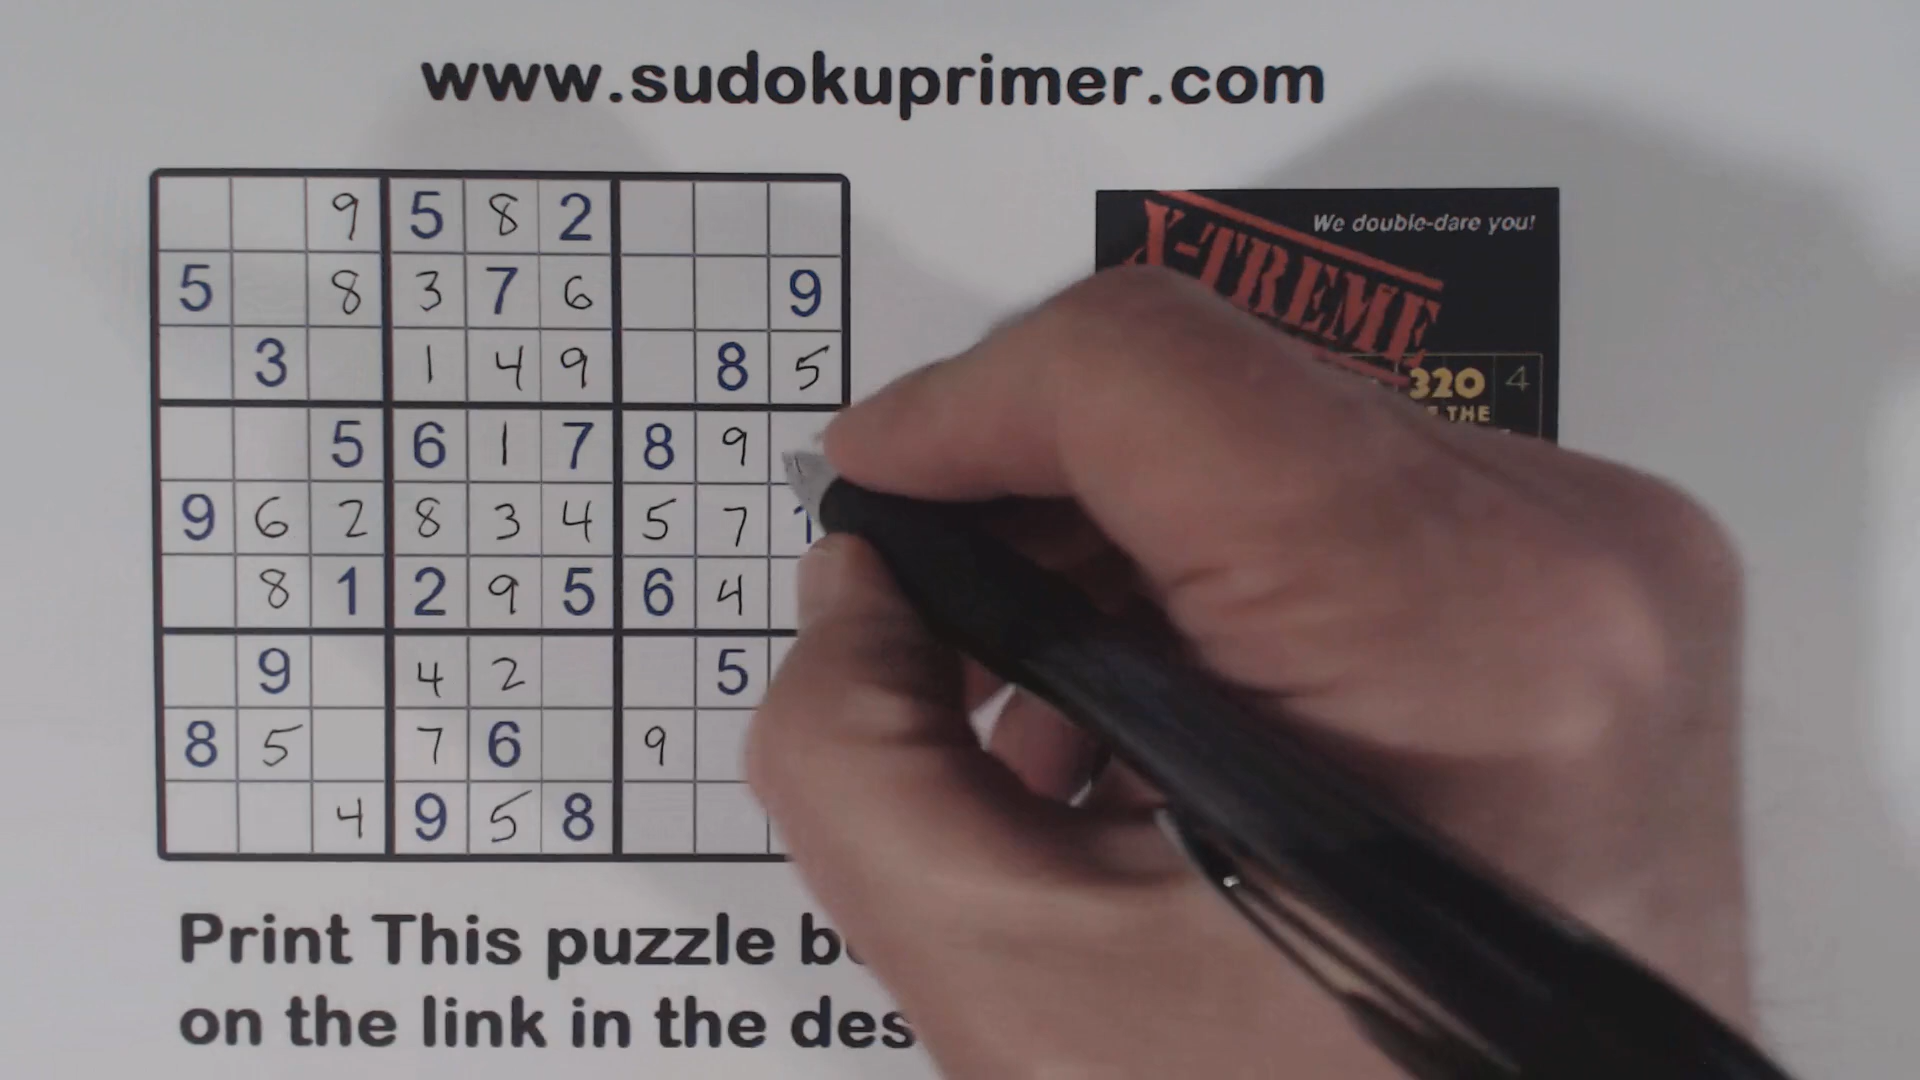 www.sudokuprimer.com
We double-dare you!
X-TREME
320 4
THE
9 5 8 2
5 8 3 7 6 9
3 1 4 9 8 5
5 6 1 7 8 9
9 6 2 8 3 4 5 7 1
8 1 2 9 5 6 4
9 4 2 5
8 5 7 6 9
4 9 5 8
Print This puzzle
on the link in the